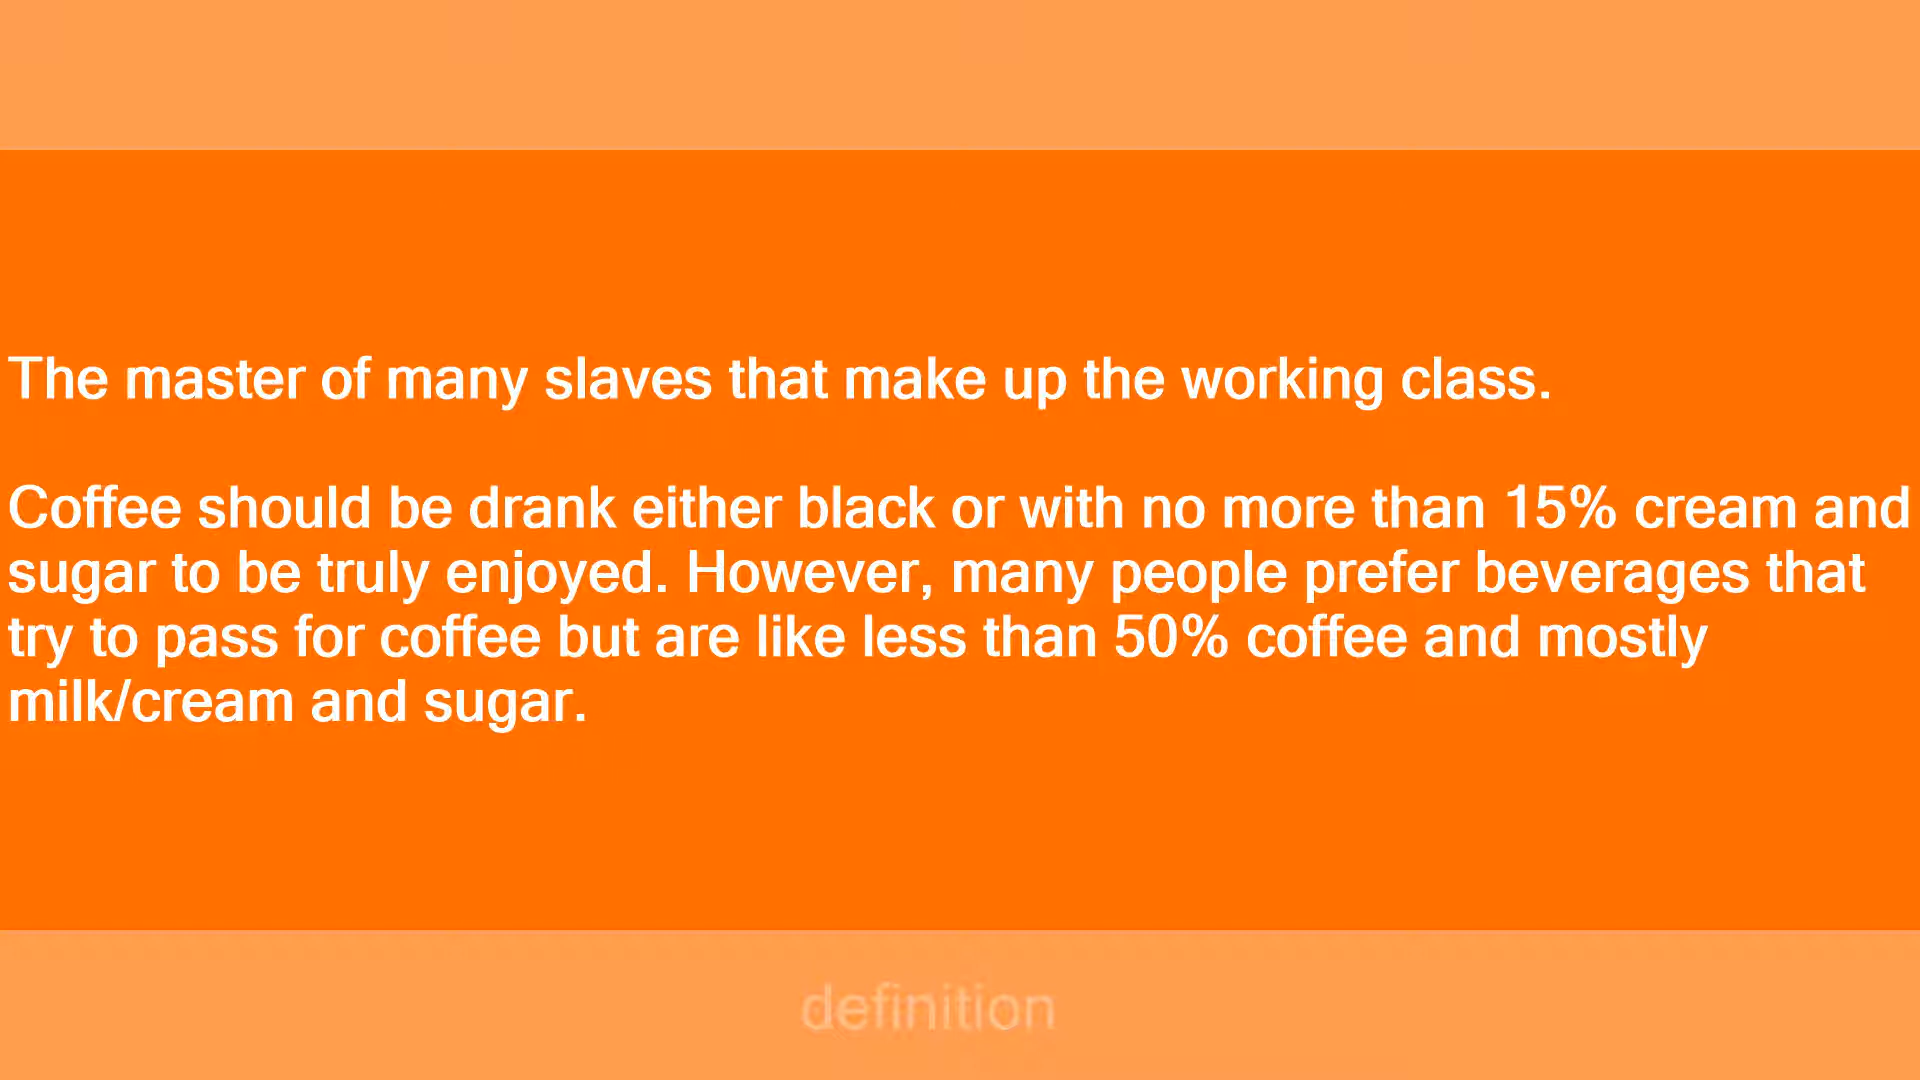 The master of many slaves that make up the working class.
Coffee should be drank either black or with no more than 15% cream and
sugar to be truly enjoyed. However, many people prefer beverages that
try to pass for coffee but are like less than 50% coffee and mostly
milk/cream and sugar.
definition